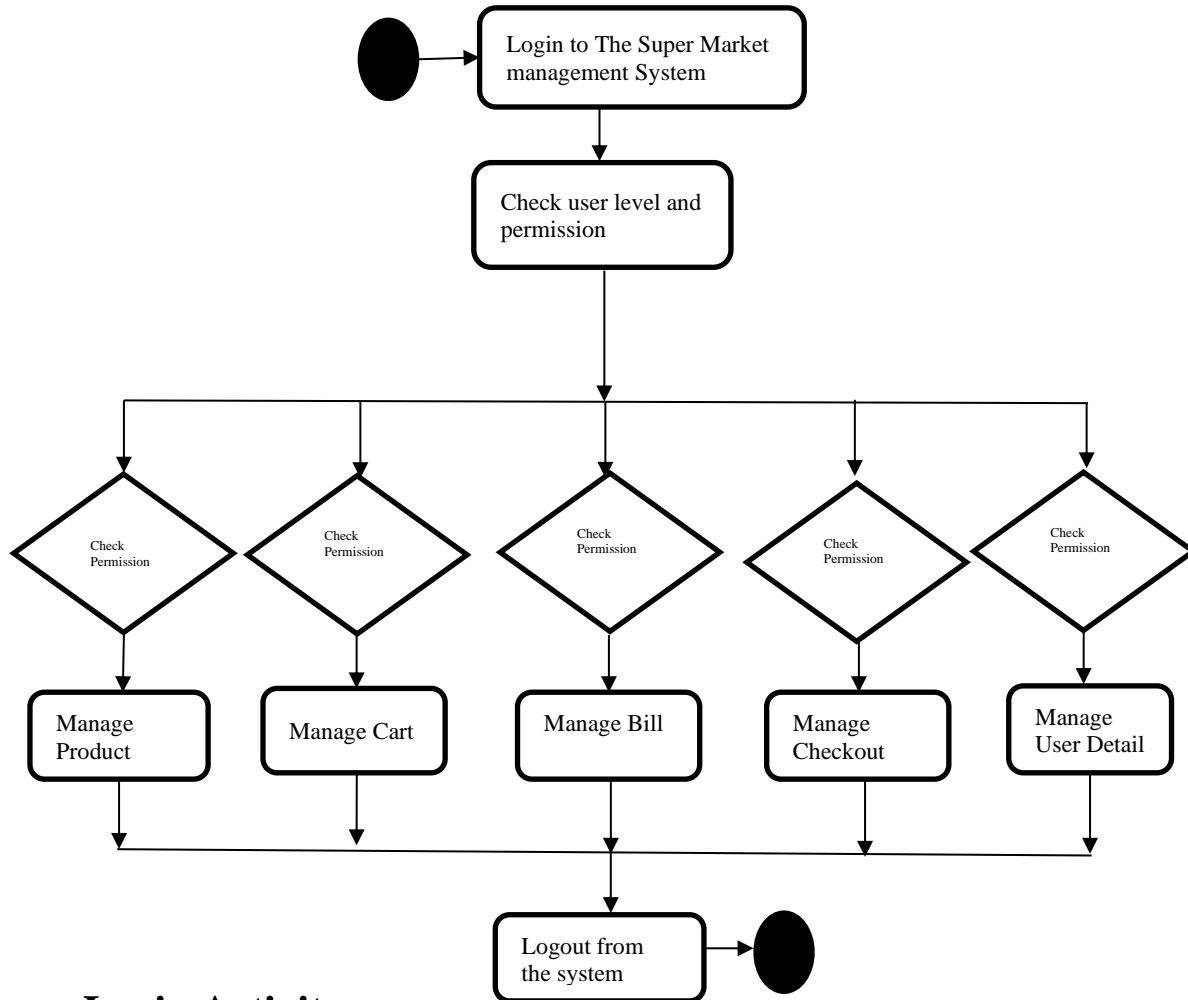 Login to The Super Market
management System
Check user level and
permission
Check
Permission
Check
Permission
Check
Permission
Check
Permission
Check
Permission
Manage
Product
Manage Cart
Manage Bill
Manage
Checkout
Manage
User Detail
Logout from
the system